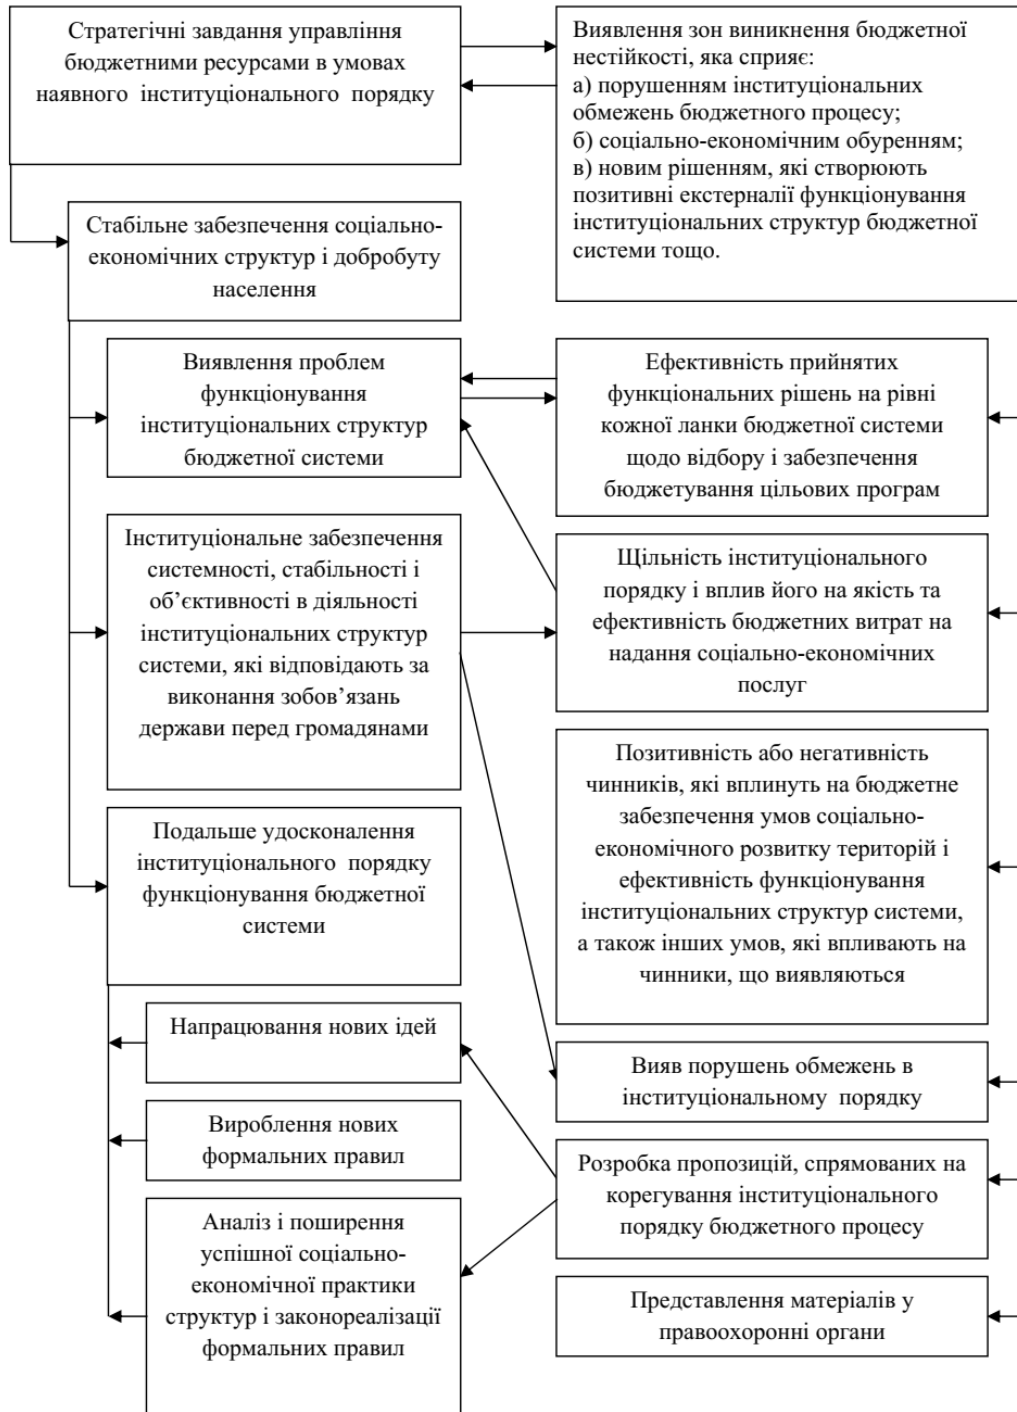 Стратегічні завдання управління
бюджетними ресурсами в умовах
наявного інституціонального порядку
Виявлення зон виникнення бюджетної
нестійкості, яка сприяє:
а) порушенням інституціональних
обмежень бюджетного процесу;
б) соціально-економічним обуренням;
в) новим рішенням, які створюють
позитивні екстерналії функціонування
інституціональних структур бюджетної
системи тощо.
Стабільне забезпечення соціально-
економічних структур і добробуту
населення
Виявлення проблем
функціонування
інституціональних структур
бюджетної системи
Ефективність прийнятих
функціональних рішень на рівні
кожної ланки бюджетної системи
щодо відбору і забезпечення
бюджетування цільових програм
Інституціональне забезпечення
системності, стабільності і
об’єктивності в діяльності
інституціональних структур
системи, які відповідають за
виконання зобов’язань
держави перед громадянами
Щільність інституціонального
порядку і вплив його на якість та
ефективність бюджетних витрат на
надання соціально-економічних
послуг
Позитивність або негативність
чинників, які вплинуть на бюджетне
забезпечення умов соціально-
економічного розвитку територій і
ефективність функціонування
інституціональних структур системи,
а також інших умов, які впливають на
чинники, що виявляються
Подальше удосконалення
інституціонального порядку
функціонування бюджетної
системи
Напрацювання нових ідей
Вияв порушень обмежень в
інституціональному порядку
Вироблення нових
формальних правил
Розробка пропозицій, спрямованих на
корегування інституціонального
порядку бюджетного процесу
Аналіз і поширення
успішної соціально-
економічної практики
структур і законореалізації
формальних правил
Представлення матеріалів у
правоохоронні органи